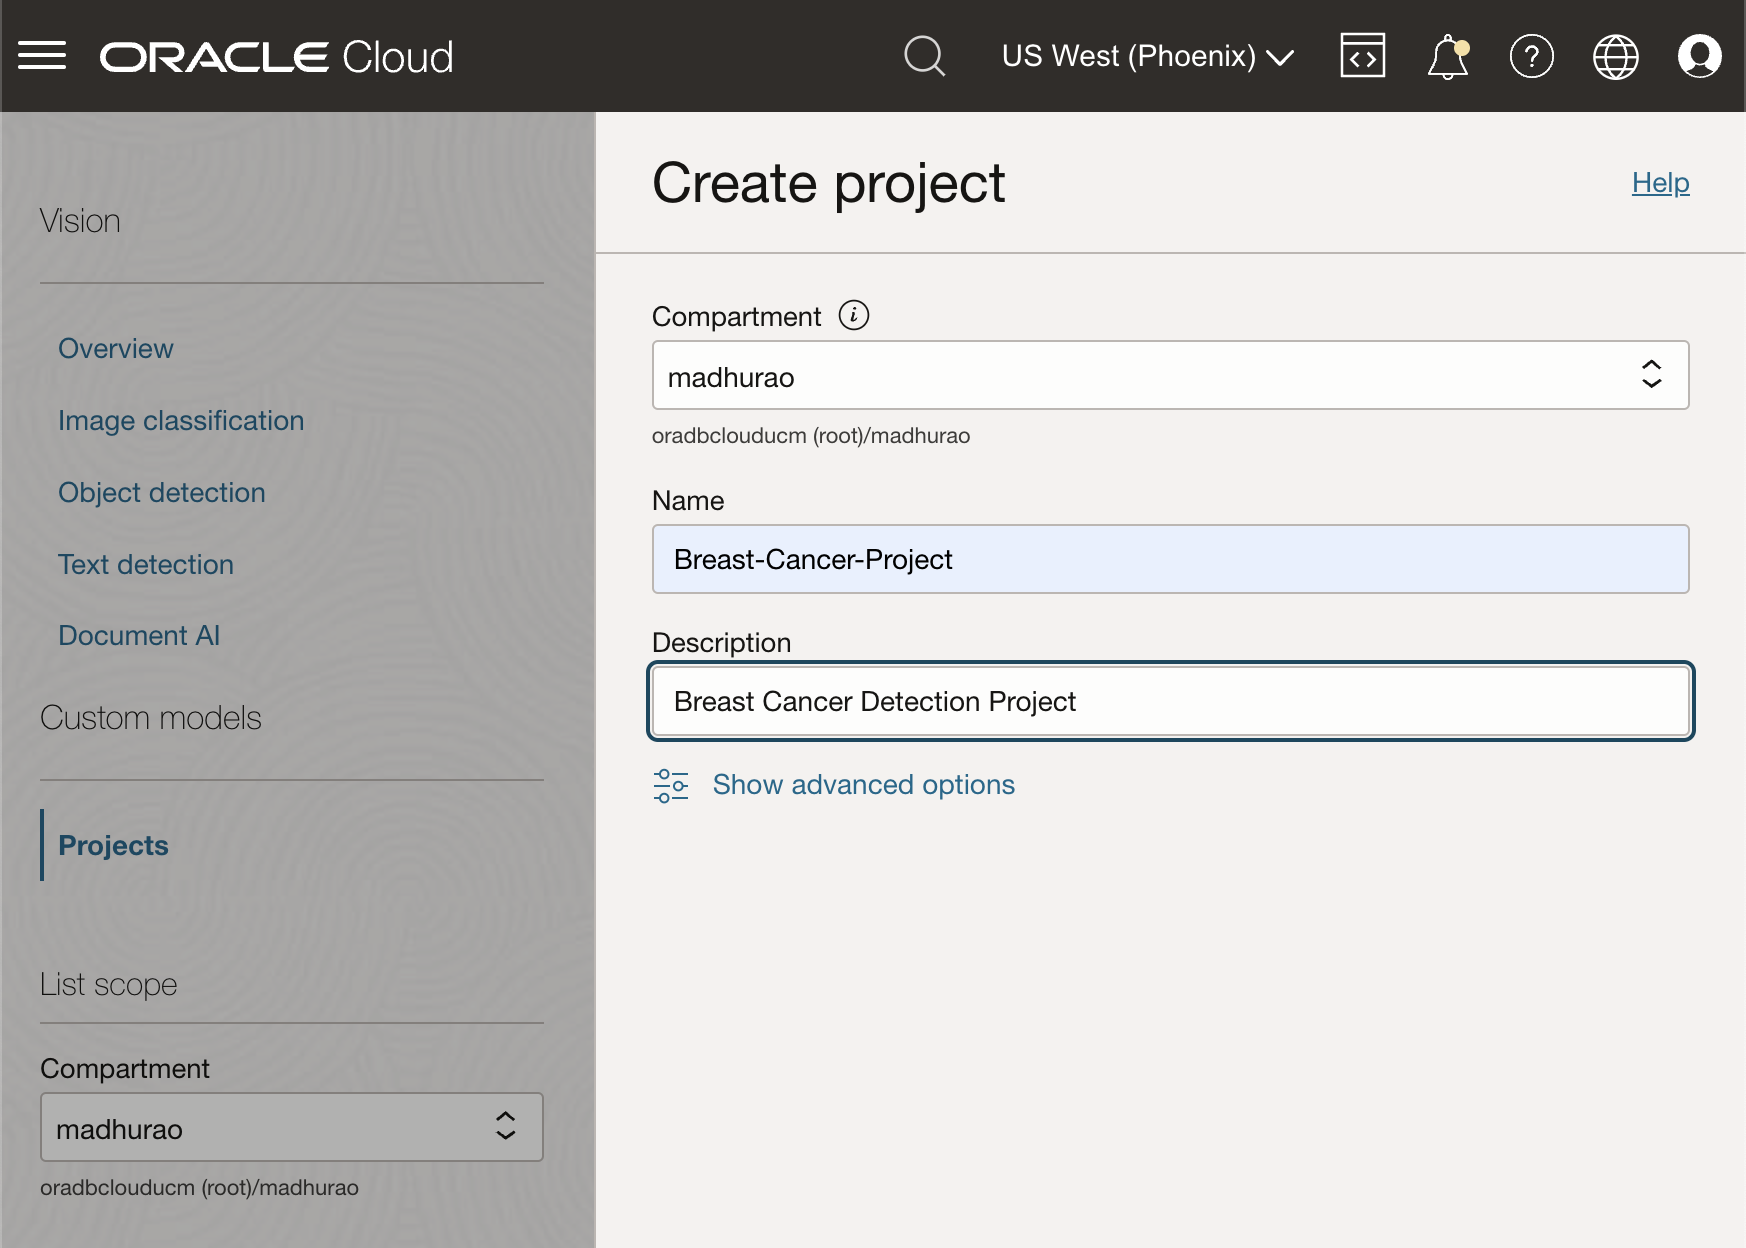 ORACLE Cloud
US West (Phoenix)
Vision
Overview
Image classification
Object detection
Text detection
Document AI
Custom models
Projects
List scope
Compartment
madhurao
oradbclouducm (root)/madhurao
Create project
Help
Compartment i
madhurao
oradbclouducm (root)/madhurao
Name
Breast-Cancer-Project
Description
Breast Cancer Detection Project
Show advanced options